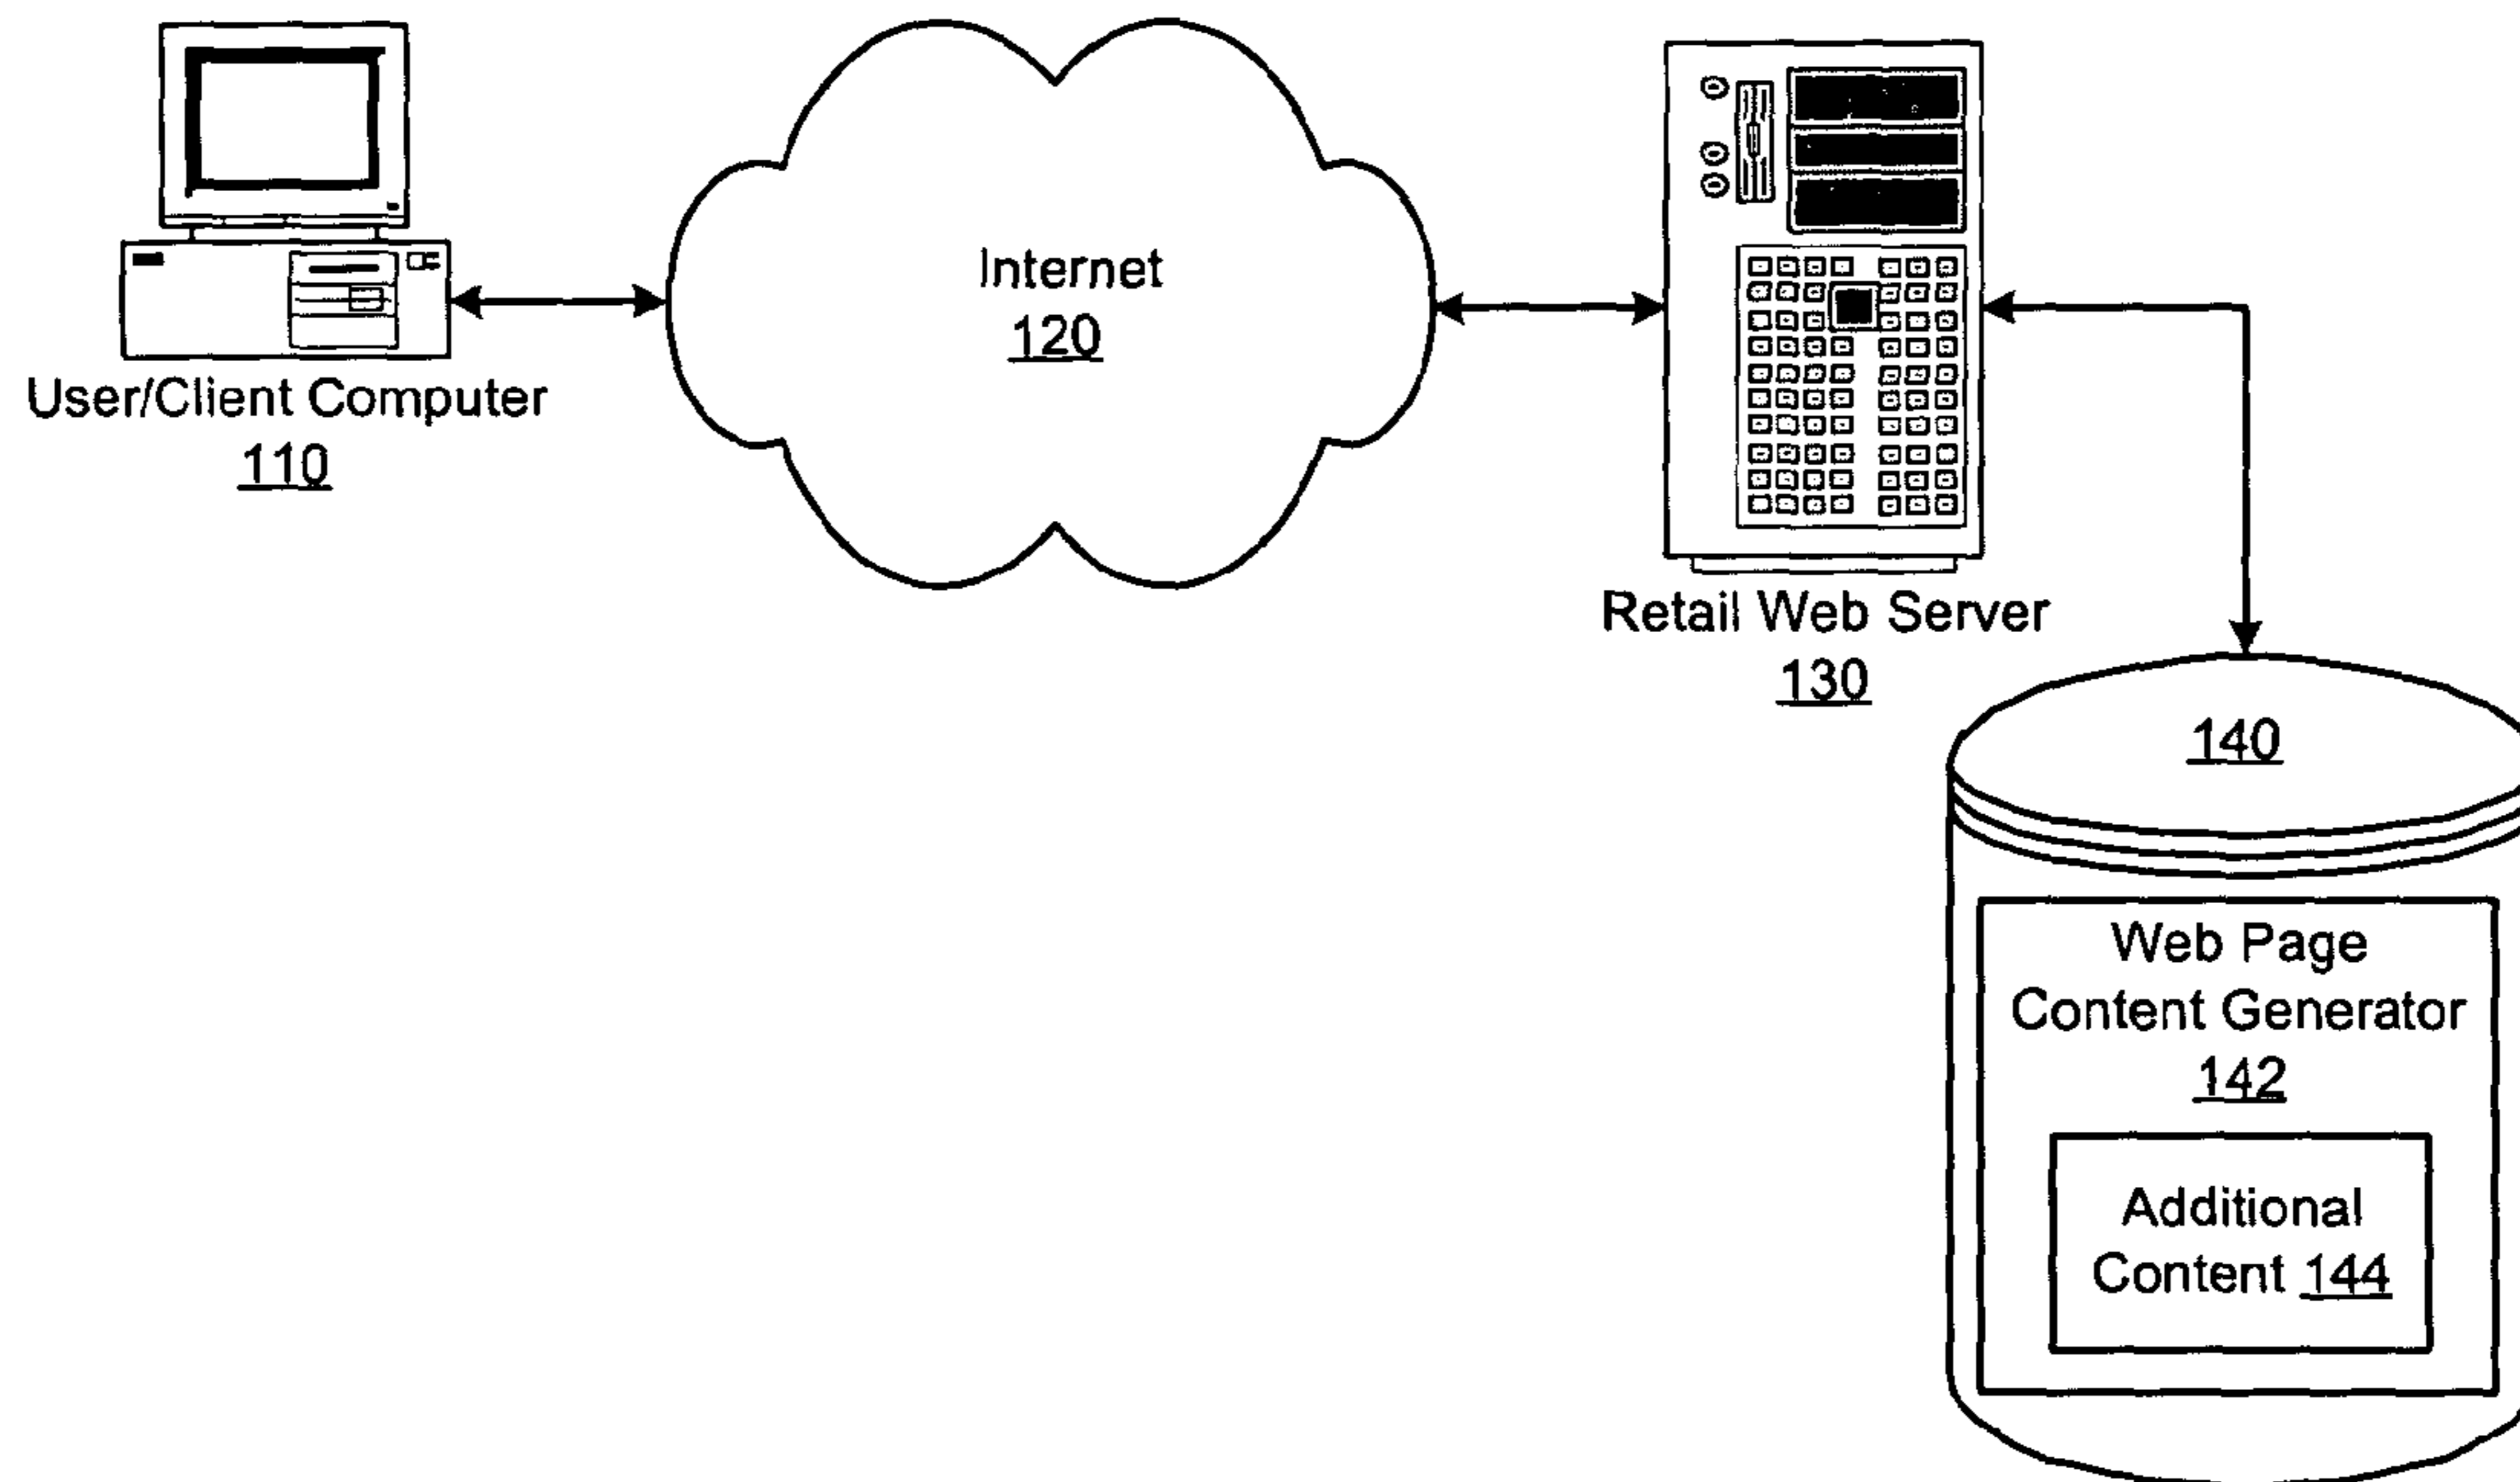 User/Client Computer
110
Internet
120
Retail Web Server
130
140
Web Page
Content Generator
142
Additional
Content 144